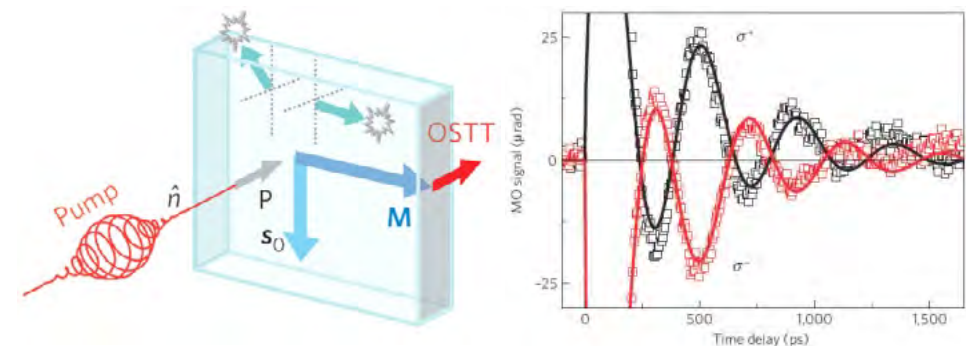 Pump
n̂
P
s0
M
OSTT
MO signal (μrad)
25
0
−25
σ+
σ−
0
500
1,000
1,500
Time delay (ps)